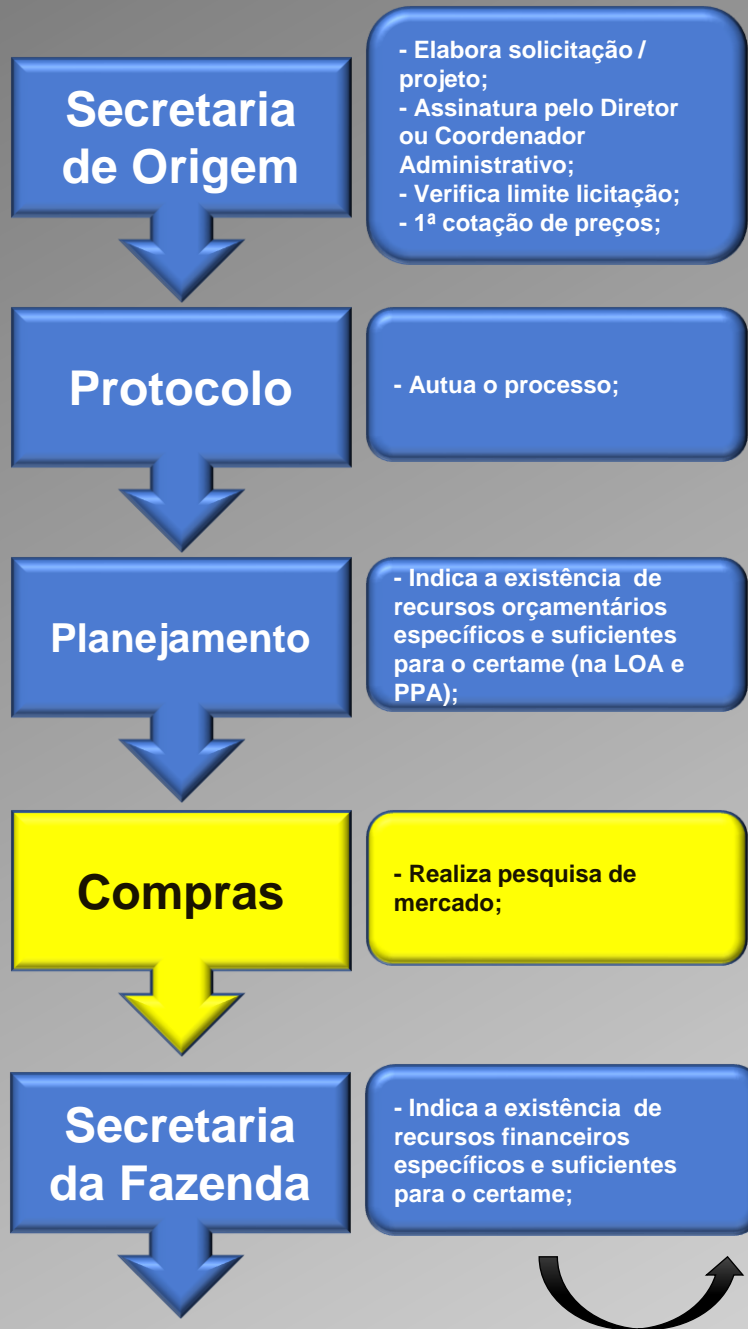 Secretaria
de Origem
- Elabora solicitação /
projeto;
- Assinatura pelo Diretor
ou Coordenador
Administrativo;
- Verifica limite licitação;
- 1ª cotação de preços;
Protocolo
- Autua o processo;
Planejamento
- Indica a existência de
recursos orçamentários
específicos e suficientes
para o certame (na LOA e
PPA);
Compras
- Realiza pesquisa de
mercado;
Secretaria
da Fazenda
- Indica a existência de
recursos financeiros
específicos e suficientes
para o certame;